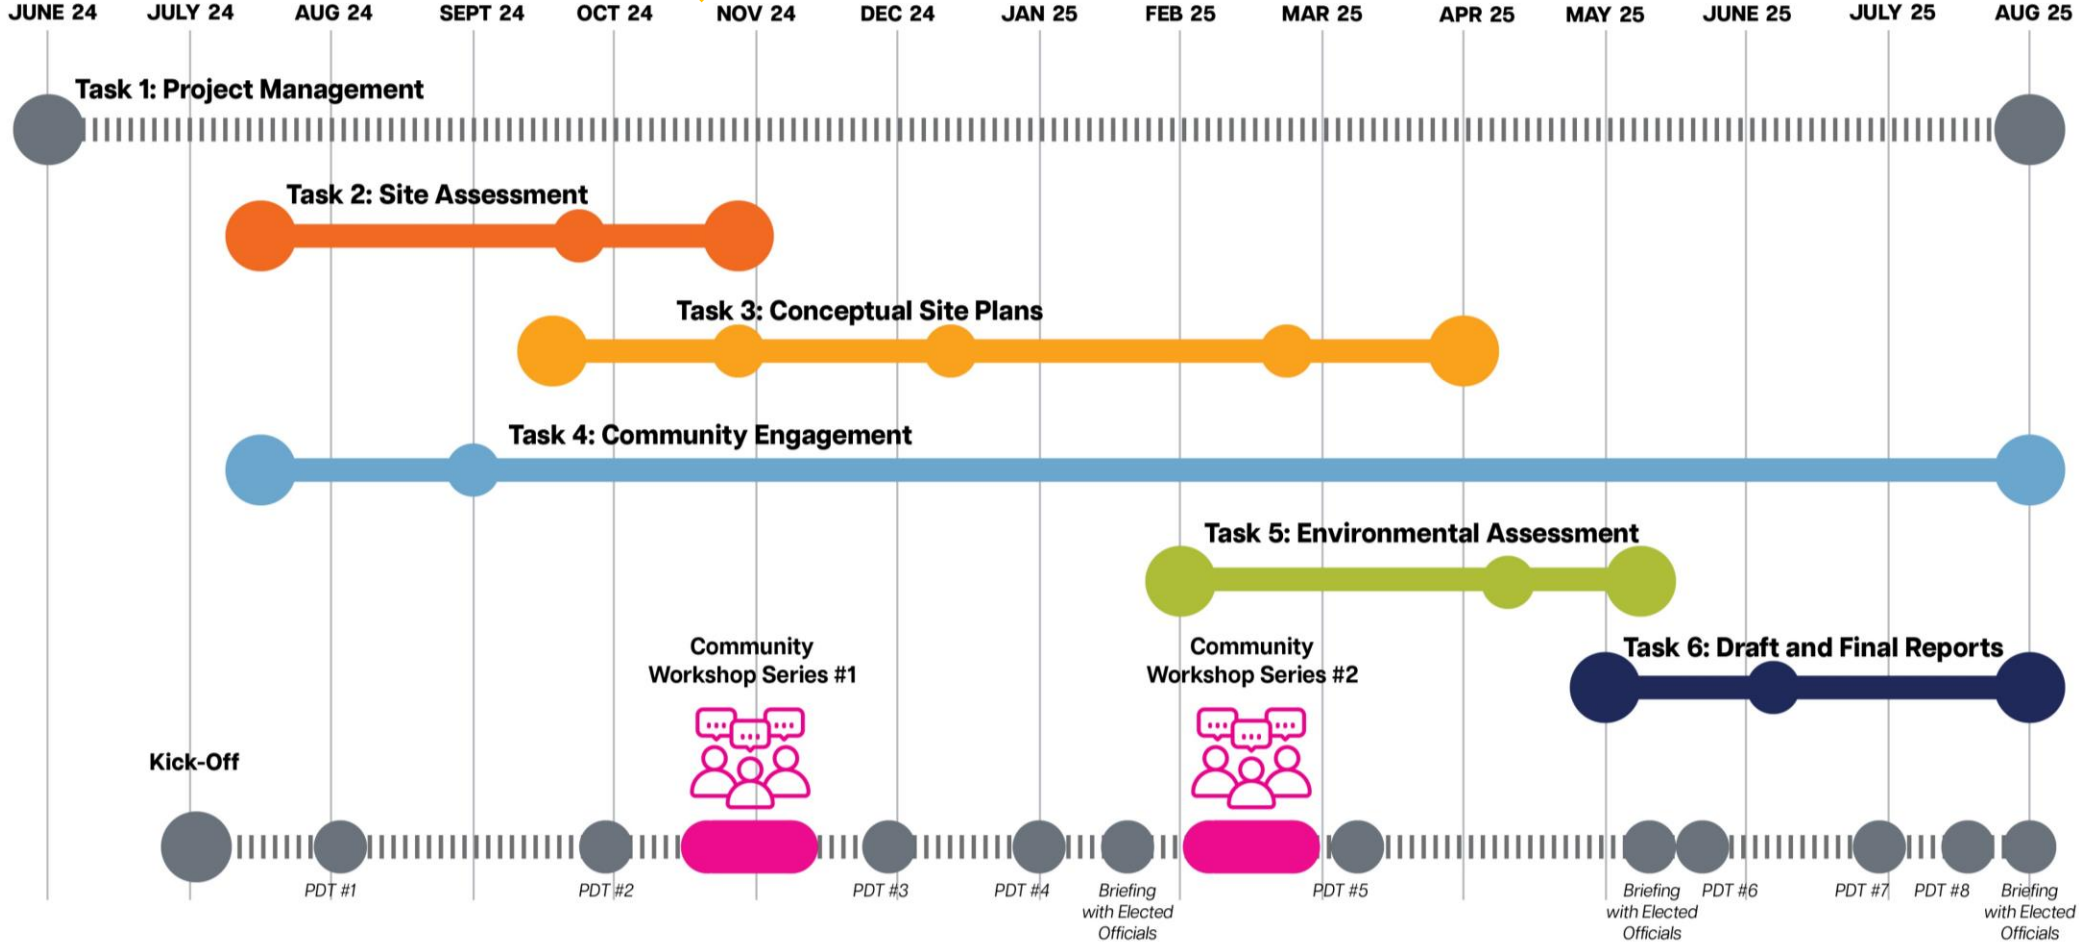 JUNE 24 JULY 24 AUG 24 SEPT 24 OCT 24 NOV 24 DEC 24 JAN 25 FEB 25 MAR 25 APR 25 MAY 25 JUNE 25 JULY 25 AUG 25
Task 1: Project Management
Task 2: Site Assessment
Task 3: Conceptual Site Plans
Task 4: Community Engagement
Task 5: Environmental Assessment
Task 6: Draft and Final Reports
Community
Workshop Series #1
Community
Workshop Series #2
Kick-Off
PDT #1
PDT #2
PDT #3
PDT #4
Briefing
with Elected
Officials
PDT #5
Briefing
with Elected
Officials
PDT #6
PDT #7
PDT #8
Briefing
with Elected
Officials